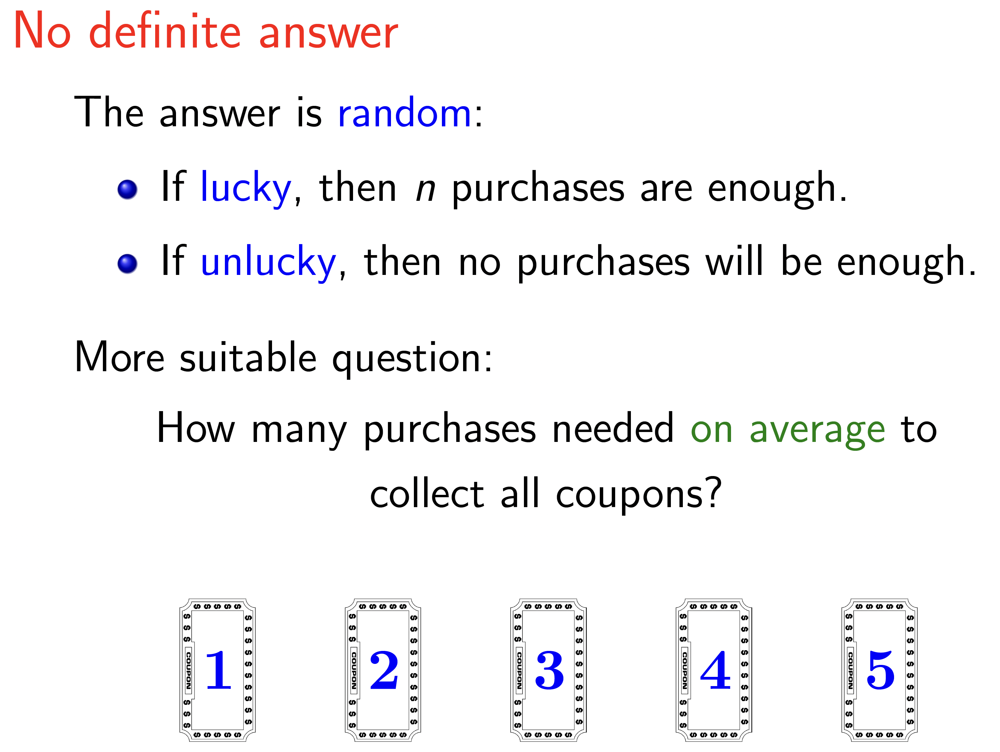 No definite answer
The answer is random:
If lucky, then n purchases are enough.
If unlucky, then no purchases will be enough.
More suitable question:
How many purchases needed on average to
collect all coupons?
$ $ $ $ $ $ $ $ $ $ $ $ $ $ $ $ $ $ $ $ $ $ $ $ $
COUPON 1 COUPON 2 COUPON 3 COUPON 4 COUPON 5
$ $ $ $ $ $ $ $ $ $ $ $ $ $ $ $ $ $ $ $ $ $ $ $ $